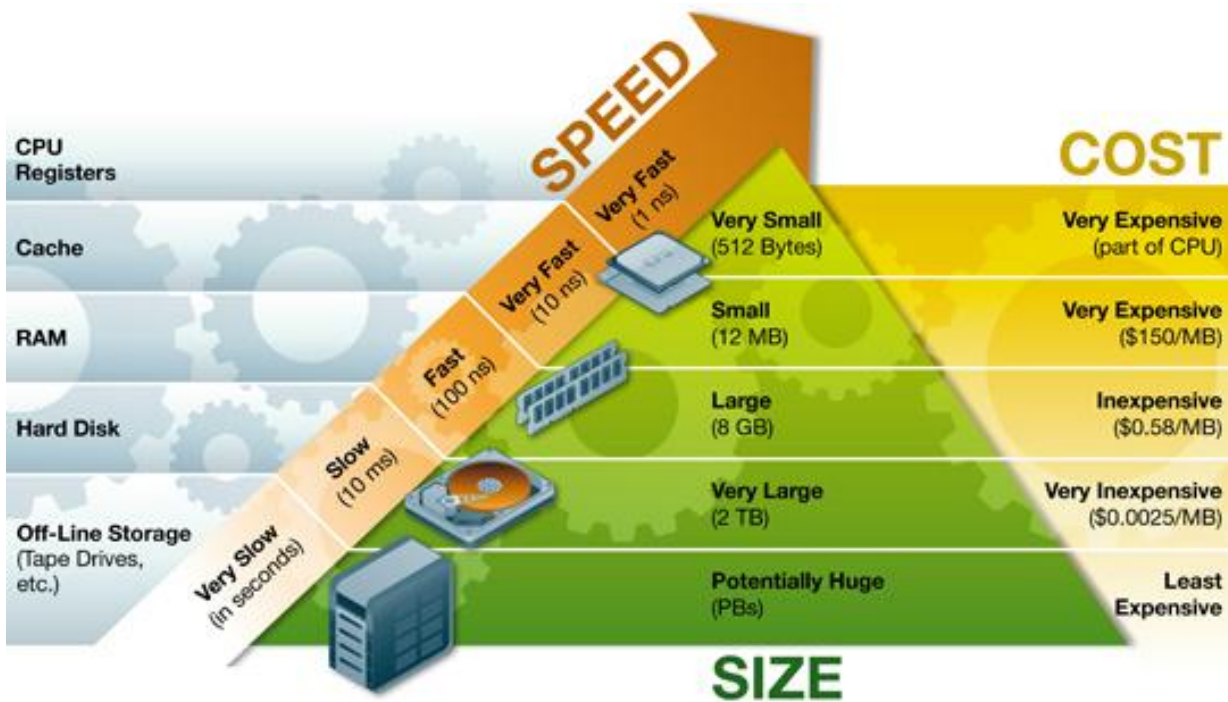 SPEED
COST
SIZE
CPU
Registers
Very Fast
(1 ns)
Very Small
(512 Bytes)
Very Expensive
(part of CPU)
Cache
Very Fast
(10 ns)
Small
(12 MB)
Very Expensive
($150/MB)
RAM
Fast
(100 ns)
Large
(8 GB)
Inexpensive
($0.58/MB)
Hard Disk
Slow
(10 ms)
Very Large
(2 TB)
Very Inexpensive
($0.0025/MB)
Off-Line Storage
(Tape Drives,
etc.)
Very Slow
(in seconds)
Potentially Huge
(PBs)
Least
Expensive